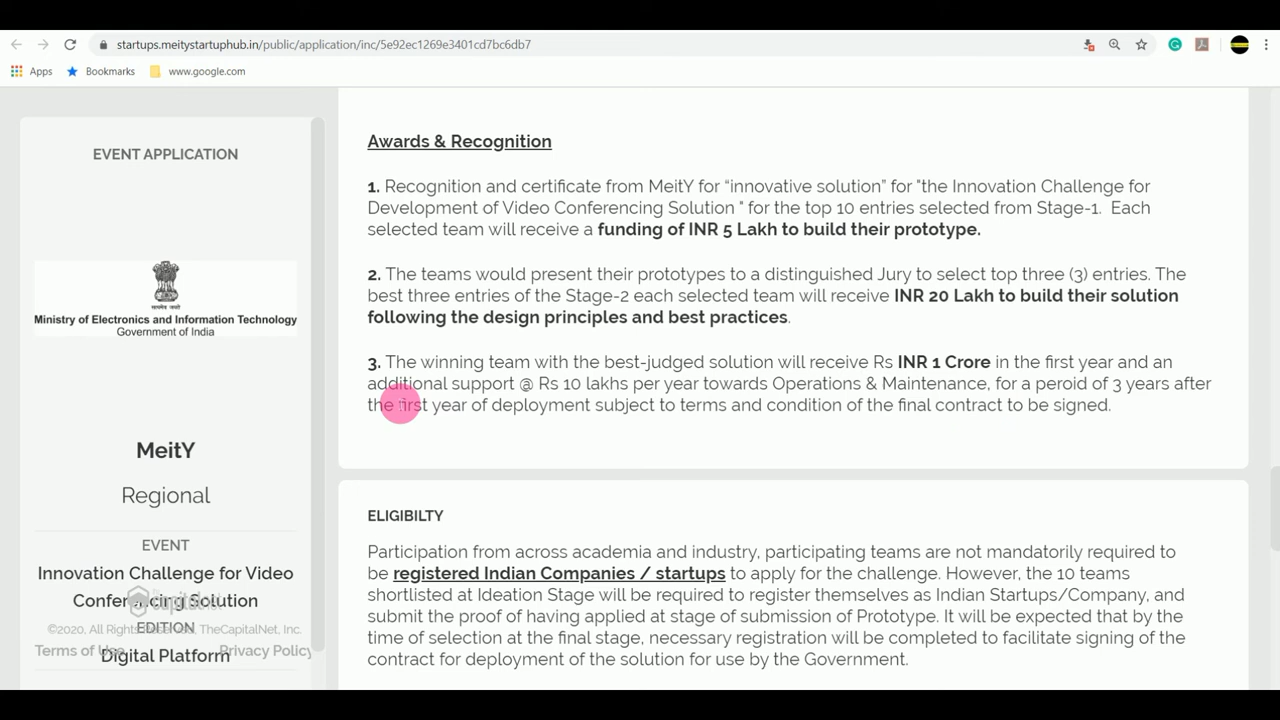 startups.meitystartuphub.in/public/application/inc/5e92ec1269e3401cd7bc6db7
Apps
Bookmarks
www.google.com
EVENT APPLICATION
सत्यमेव जयते
Ministry of Electronics and Information Technology
Government of India
MeitY
Regional
EVENT
Innovation Challenge for Video
Conferencing Solution
©2020, All Rights Reserved, TheCapitalNet, Inc.
EDITION
Terms of Use
Privacy Policy
Digital Platform
Awards & Recognition
1. Recognition and certificate from MeitY for “innovative solution” for "the Innovation Challenge for
Development of Video Conferencing Solution " for the top 10 entries selected from Stage-1. Each
selected team will receive a funding of INR 5 Lakh to build their prototype.
2. The teams would present their prototypes to a distinguished Jury to select top three (3) entries. The
best three entries of the Stage-2 each selected team will receive INR 20 Lakh to build their solution
following the design principles and best practices.
3. The winning team with the best-judged solution will receive Rs INR 1 Crore in the first year and an
additional support @ Rs 10 lakhs per year towards Operations & Maintenance, for a peroid of 3 years after
the first year of deployment subject to terms and condition of the final contract to be signed.
ELIGIBILTY
Participation from across academia and industry, participating teams are not mandatorily required to
be registered Indian Companies / startups to apply for the challenge. However, the 10 teams
shortlisted at Ideation Stage will be required to register themselves as Indian Startups/Company, and
submit the proof of having applied at stage of submission of Prototype. It will be expected that by the
time of selection at the final stage, necessary registration will be completed to facilitate signing of the
contract for deployment of the solution for use by the Government.